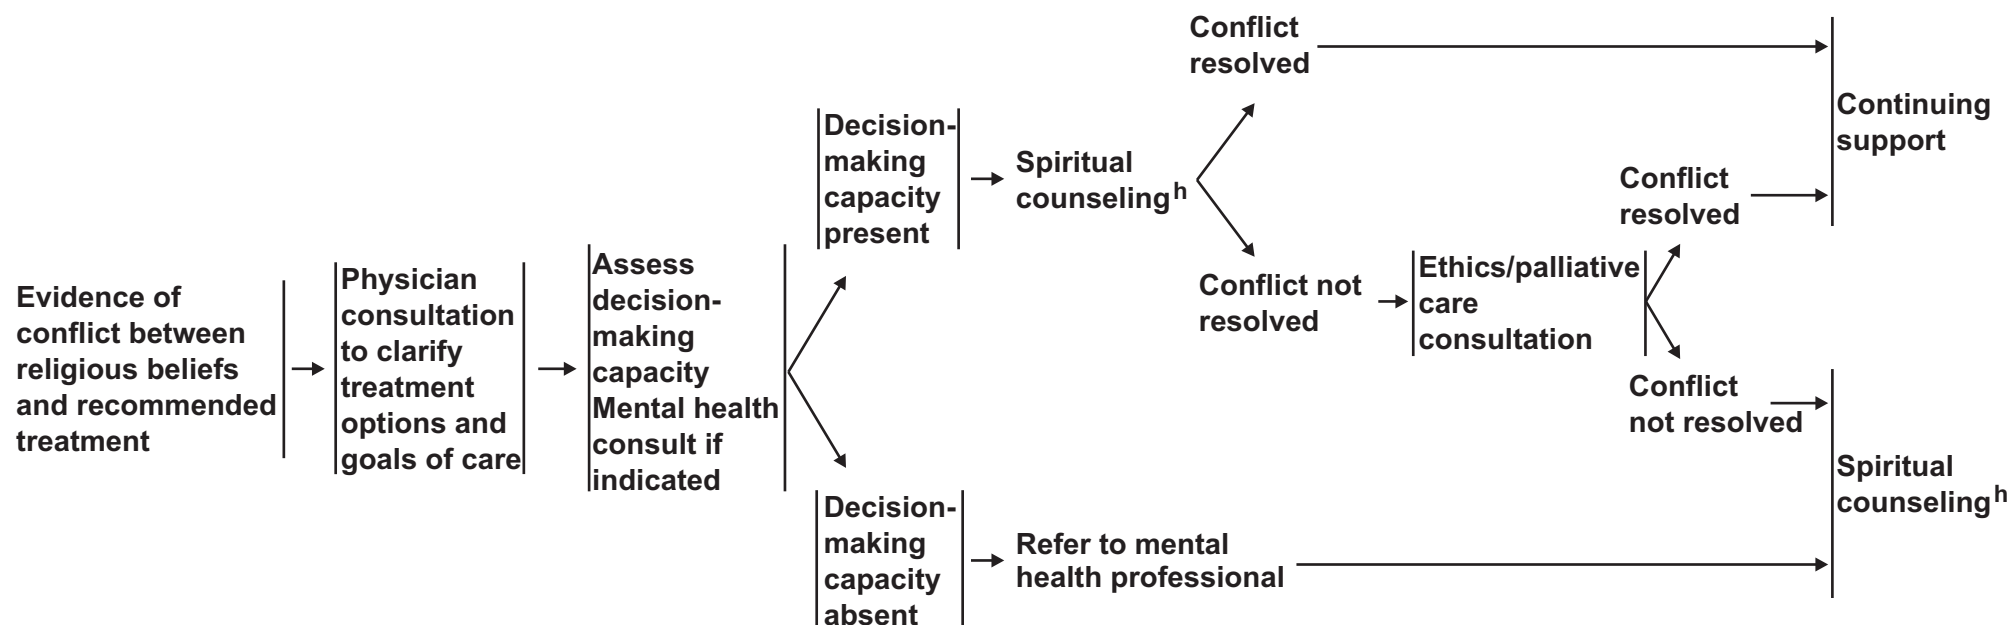 Evidence of
conflict between
religious beliefs
and recommended
treatment
Physician
consultation
to clarify
treatment
options and
goals of care
Assess
decision-
making
capacity
Mental health
consult if
indicated
Decision-
making
capacity
present
Spiritual
counseling h
Conflict
resolved
Conflict not
resolved
Ethics/palliative
care
consultation
Conflict
resolved
Conflict
not resolved
Continuing
support
Decision-
making
capacity
absent
Refer to mental
health professional
Spiritual
counseling h